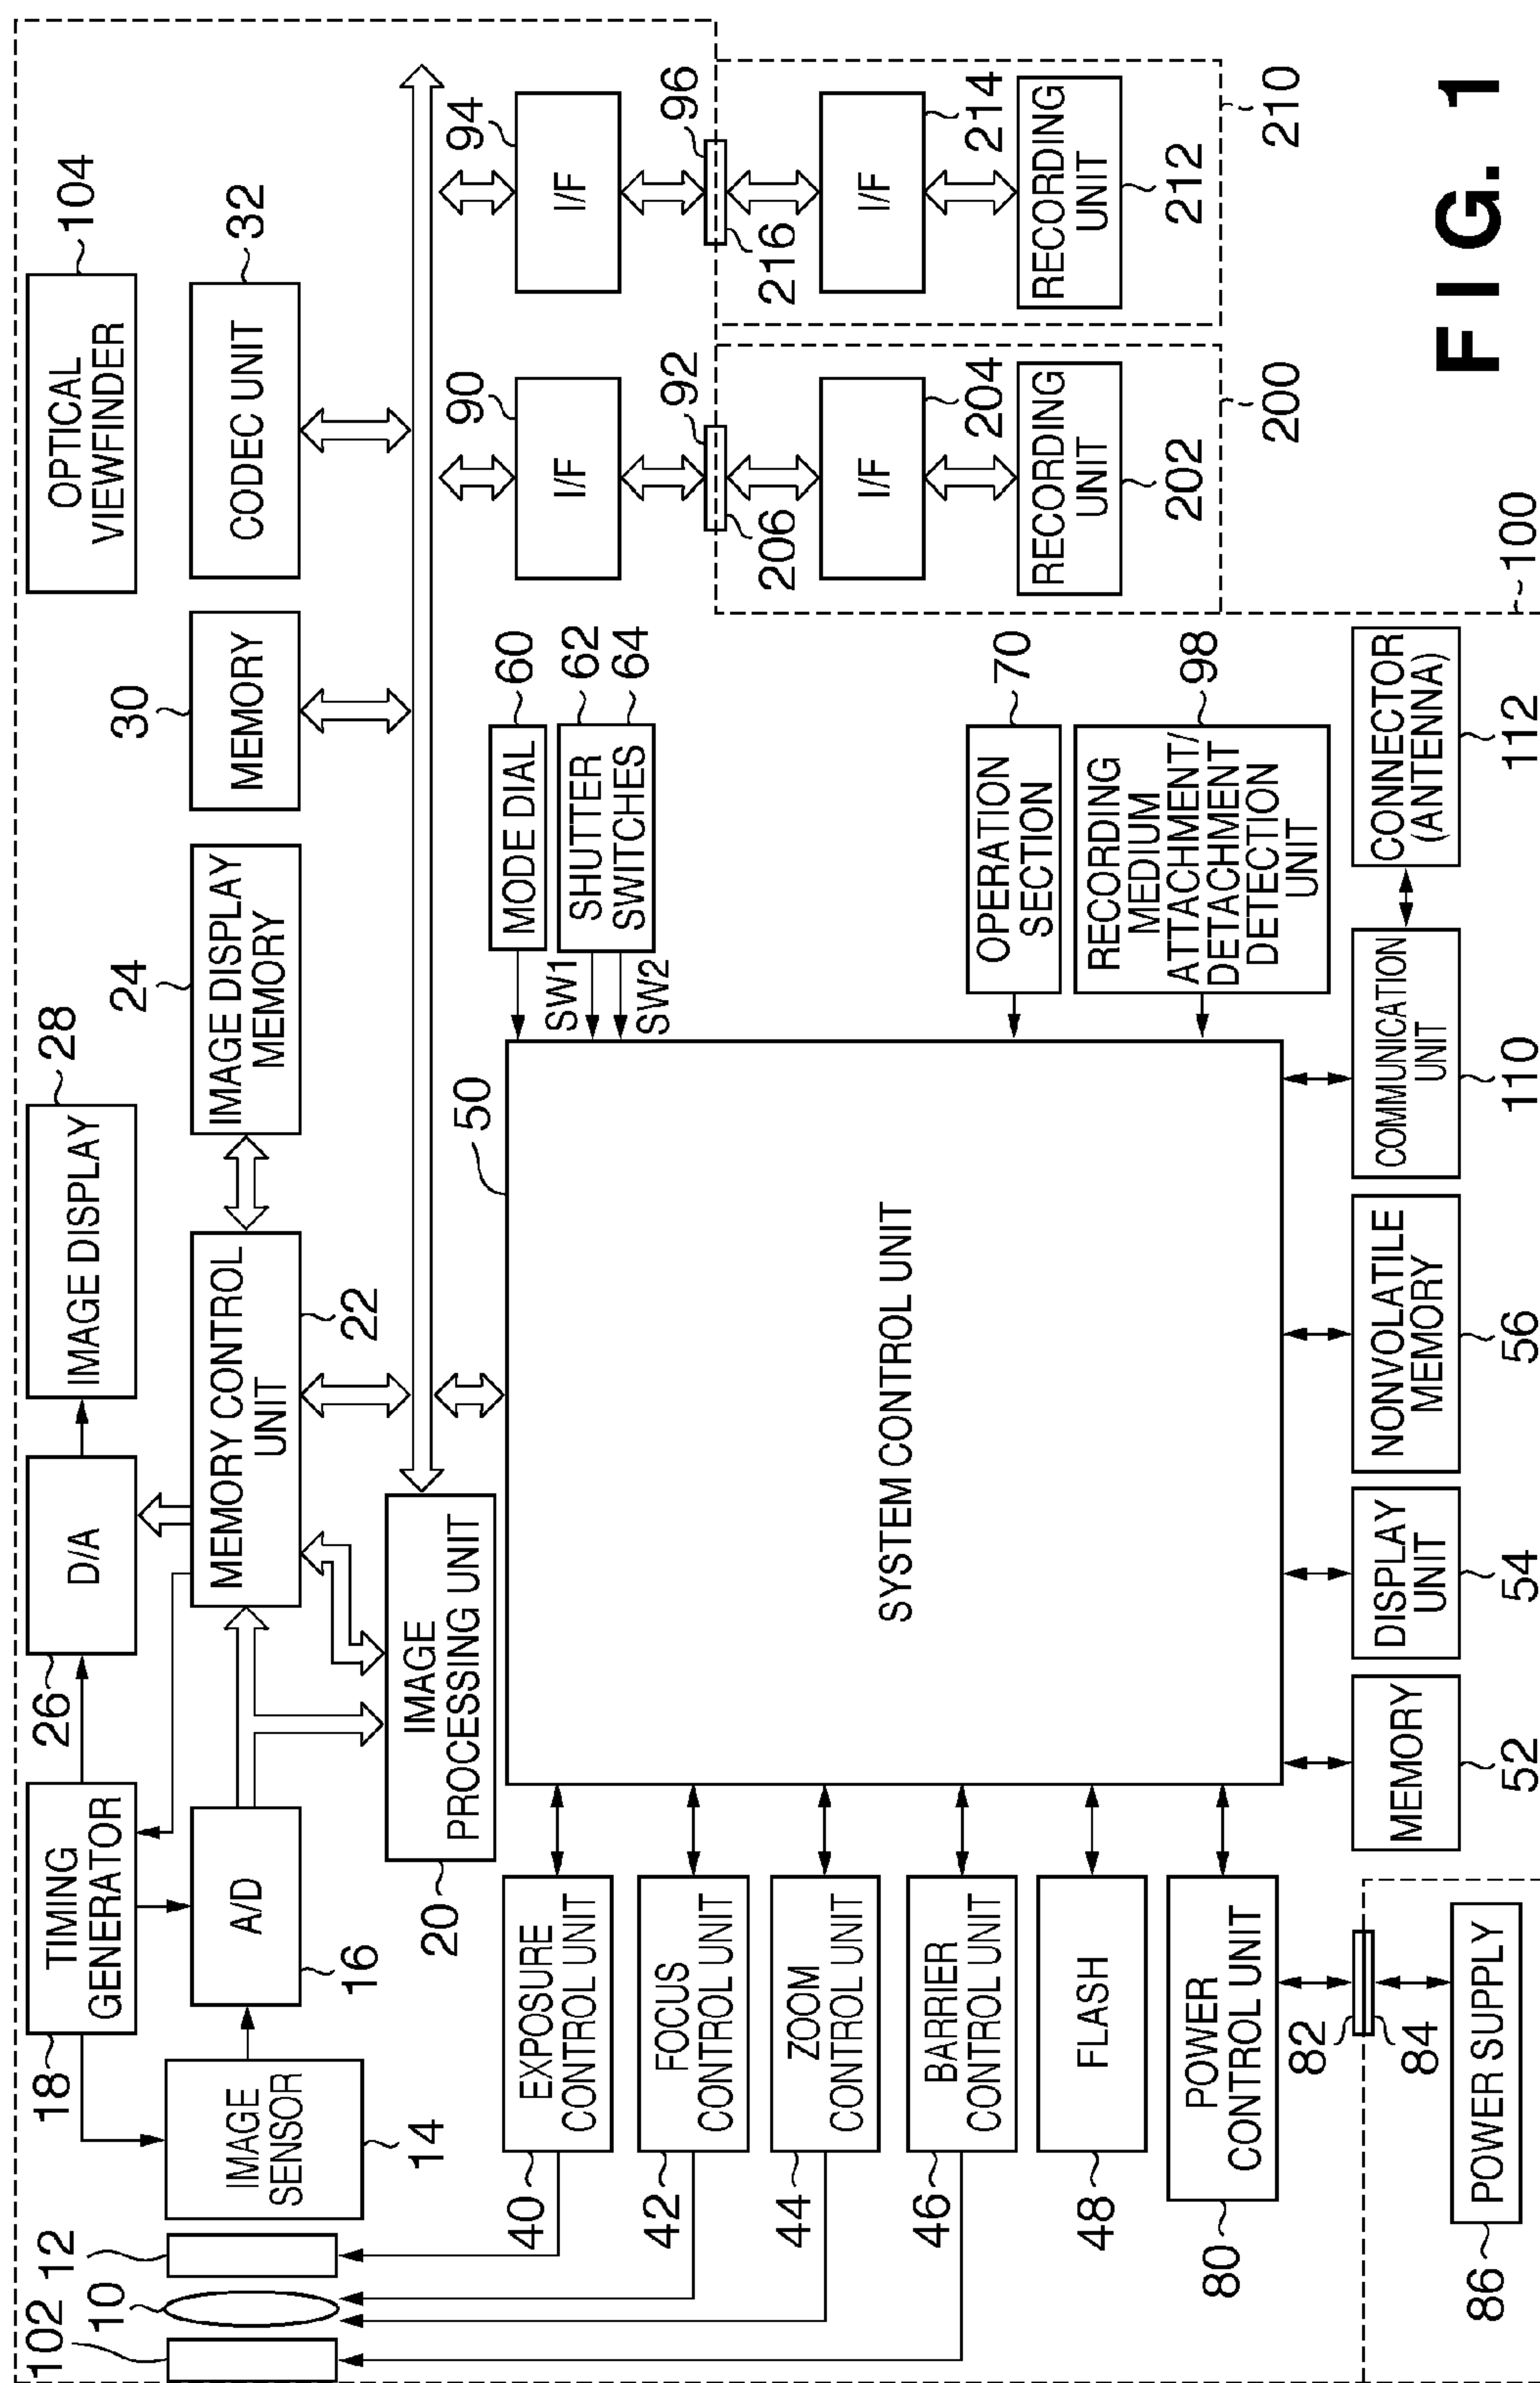 102
10
12
14
IMAGE
SENSOR
18
TIMING
GENERATOR
16
A/D
26
D/A
28
IMAGE DISPLAY
104
OPTICAL
VIEWFINDER
MEMORY CONTROL
UNIT
22
24
IMAGE DISPLAY
MEMORY
30
MEMORY
32
CODEC UNIT
20
IMAGE
PROCESSING UNIT
50
SYSTEM CONTROL UNIT
40
EXPOSURE
CONTROL UNIT
42
FOCUS
CONTROL UNIT
44
ZOOM
CONTROL UNIT
46
BARRIER
CONTROL UNIT
48
FLASH
80
POWER
CONTROL UNIT
82
84
86
POWER SUPPLY
MODE DIAL
60
SW1
SW2
SHUTTER
SWITCHES
62
64
OPERATION
SECTION
70
RECORDING
MEDIUM
ATTACHMENT/
DETACHMENT
DETECTION
UNIT
98
90
I/F
94
I/F
92
96
206
216
I/F
204
I/F
214
RECORDING
UNIT
202
RECORDING
UNIT
212
200
210
MEMORY
52
DISPLAY
UNIT
54
NONVOLATILE
MEMORY
56
COMMUNICATION
UNIT
110
CONNECTOR
(ANTENNA)
112
100
FIG. 1